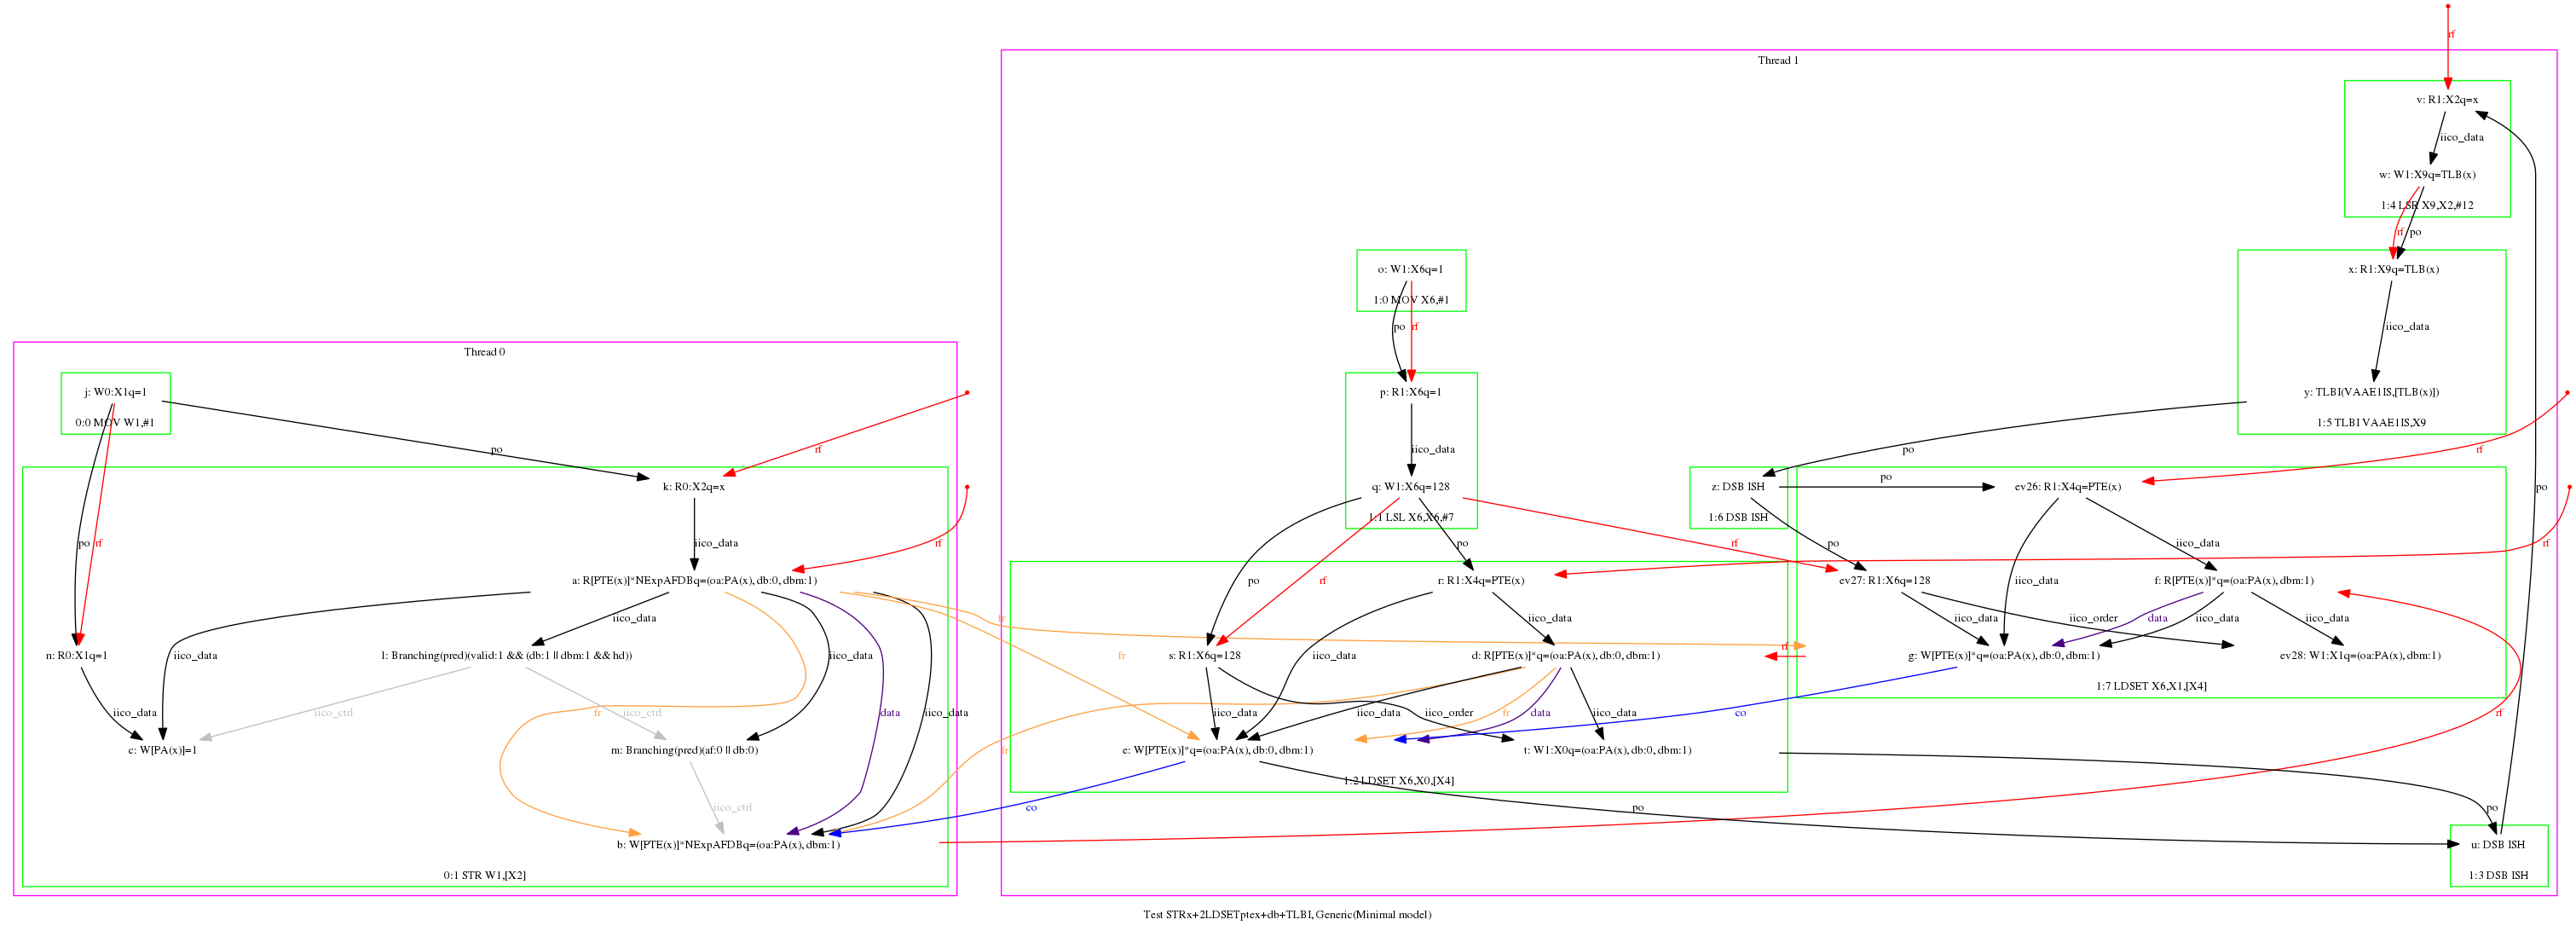 rf
Thread 1
v: R1:X2q=x
iico_data
w: W1:X9q=TLB(x)
1:4 LSR X9,X2,#12
rf
po
o: W1:X6q=1
x: R1:X9q=TLB(x)
1:0 MOV X6,#1
po
rf
iico_data
Thread 0
j: W0:X1q=1
p: R1:X6q=1
y: TLBI(VAAE1IS,[TLB(x)])
0:0 MOV W1,#1
1:5 TLBI VAAE1IS,X9
po
rf
iico_data
po
rf
k: R0:X2q=x
q: W1:X6q=128
z: DSB ISH
po
ev26: R1:X4q=PTE(x)
po
1:1 LSL X6,X6,#7
1:6 DSB ISH
po
rf
iico_data
rf
po
rf
po
iico_data
rf
a: R[PTE(x)]*NExpAFDBq=(oa:PA(x), db:0, dbm:1)
po
rf
r: R1:X4q=PTE(x)
ev27: R1:X6q=128
iico_data
f: R[PTE(x)]*q=(oa:PA(x), dbm:1)
iico_data
fr
iico_data
iico_data
iico_order
data
iico_data
iico_data
n: R0:X1q=1
iico_data
l: Branching(pred)(valid:1 && (db:1 || dbm:1 && hd))
iico_data
fr
s: R1:X6q=128
iico_data
d: R[PTE(x)]*q=(oa:PA(x), db:0, dbm:1)
rf
g: W[PTE(x)]*q=(oa:PA(x), db:0, dbm:1)
ev28: W1:X1q=(oa:PA(x), dbm:1)
1:7 LDSET X6,X1,[X4]
iico_data
iico_ctrl
fr
iico_ctrl
data
iico_data
iico_data
iico_data
iico_order
fr
data
iico_data
co
rf
c: W[PA(x)]=1
m: Branching(pred)(af:0 || db:0)
fr
e: W[PTE(x)]*q=(oa:PA(x), db:0, dbm:1)
t: W1:X0q=(oa:PA(x), db:0, dbm:1)
1:2 LDSET X6,X0,[X4]
iico_ctrl
co
po
po
b: W[PTE(x)]*NExpAFDBq=(oa:PA(x), dbm:1)
u: DSB ISH
0:1 STR W1,[X2]
1:3 DSB ISH
Test STRx+2LDSETptex+db+TLBI, Generic(Minimal model)